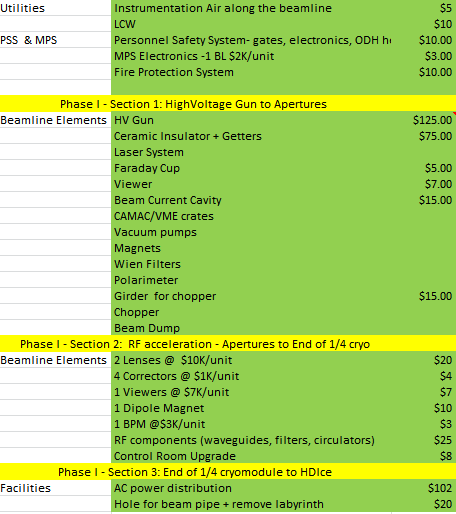 Utilities Instrumentation Air along the beamline $5
LCW $10
PSS & MPS Personnel Safety System- gates, electronics, ODH he $10.00
MPS Electronics -1 BL $2K/unit $3.00
Fire Protection System $10.00
Phase I - Section 1: HighVoltage Gun to Apertures
Beamline Elements HV Gun $125.00
Ceramic Insulator + Getters $75.00
Laser System
Faraday Cup $5.00
Viewer $7.00
Beam Current Cavity $15.00
CAMAC/VME crates
Vacuum pumps
Magnets
Wien Filters
Polarimeter
Girder for chopper $15.00
Chopper
Beam Dump
Phase I - Section 2: RF acceleration - Apertures to End of 1/4 cryo
Beamline Elements 2 Lenses @ $10K/unit $20
4 Correctors @ $1K/unit $4
1 Viewers @ $7K/unit $7
1 Dipole Magnet $10
1 BPM @$3K/unit $3
RF components (waveguides, filters, circulators) $25
Control Room Upgrade $8
Phase I - Section 3: End of 1/4 cryomodule to HDIce
Facilities AC power distribution $102
Hole for beam pipe + remove labyrinth $20